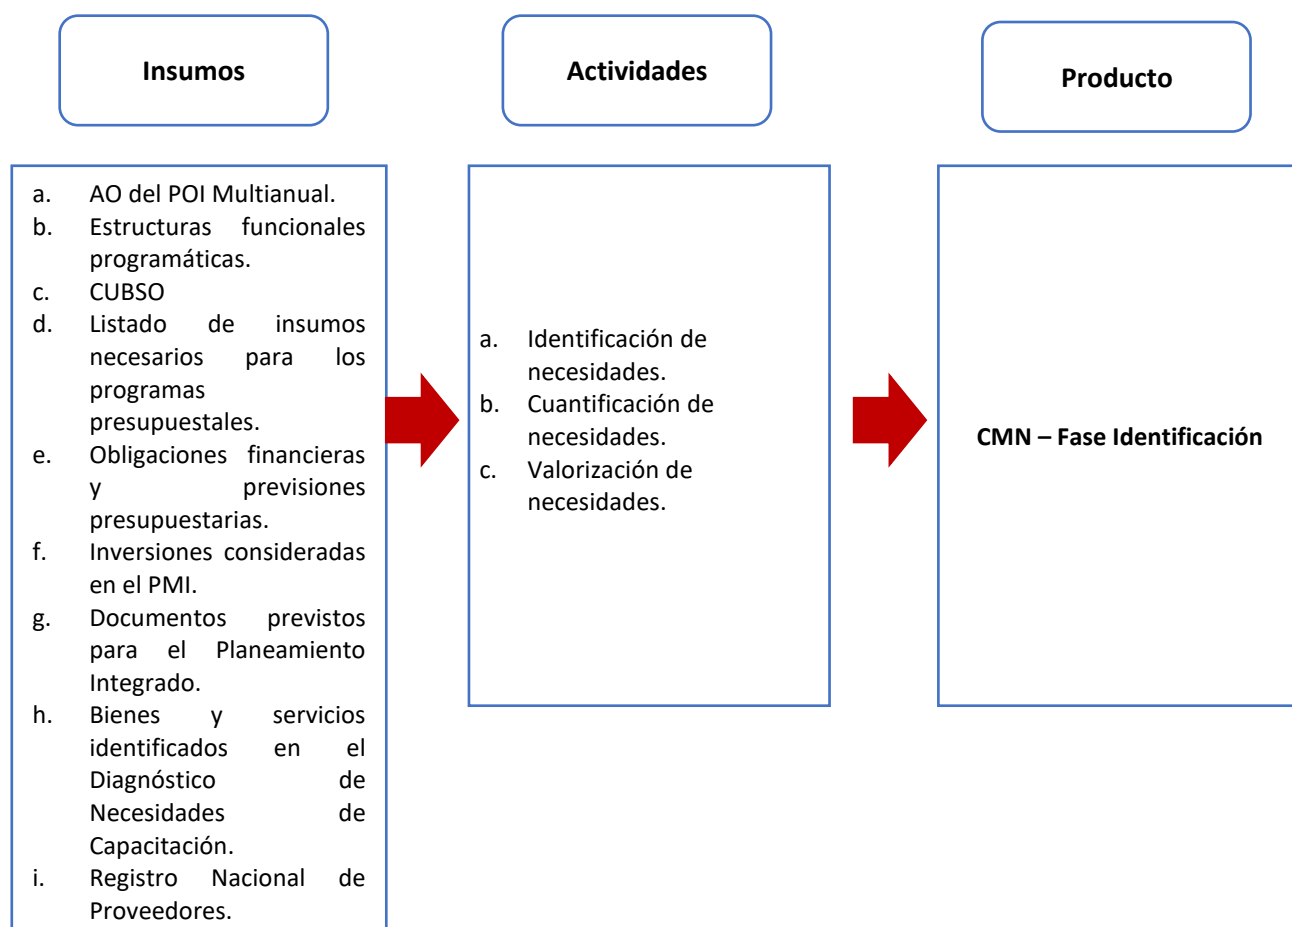 Insumos
Actividades
Producto
a. AO del POI Multianual.
b. Estructuras funcionales
programáticas.
c. CUBSO
d. Listado de insumos
necesarios para los
programas
presupuestales.
e. Obligaciones financieras
y previsiones
presupuestarias.
f. Inversiones consideradas
en el PMI.
g. Documentos previstos
para el Planeamiento
Integrado.
h. Bienes y servicios
identificados en el
Diagnóstico de
Necesidades de
Capacitación.
i. Registro Nacional de
Proveedores.
a. Identificación de
necesidades.
b. Cuantificación de
necesidades.
c. Valorización de
necesidades.
CMN – Fase Identificación